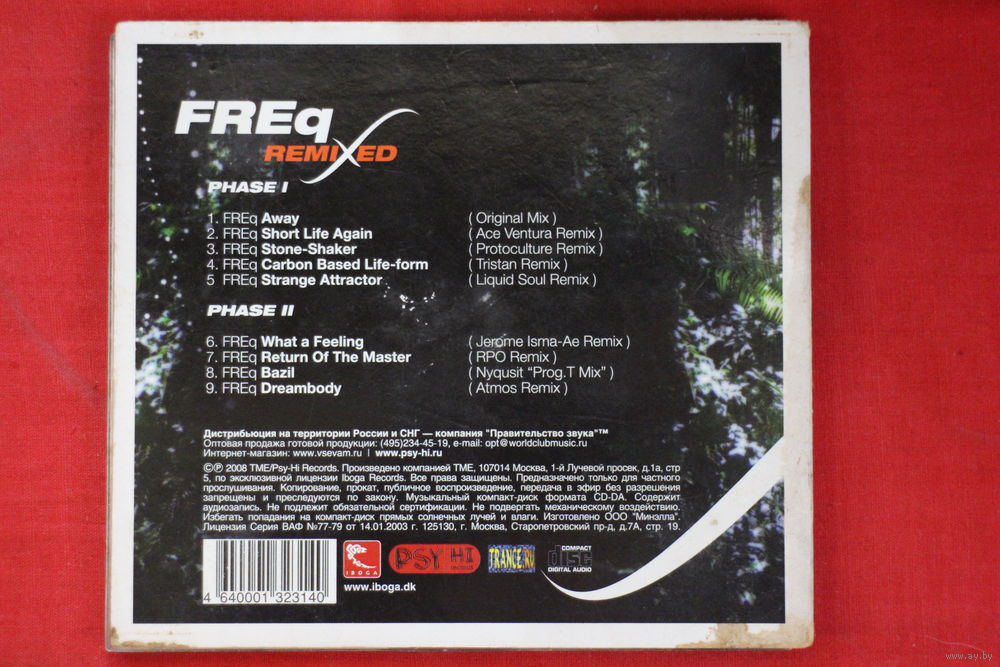 FREq
REMIXED
PHASE I
1. FREq Away ( Original Mix )
2. FREq Short Life Again ( Ace Ventura Remix )
3. FREq Stone-Shaker ( Protoculture Remix )
4. FREq Carbon Based Life-form ( Tristan Remix )
5 FREq Strange Attractor ( Liquid Soul Remix )
PHASE II
6. FREq What a Feeling ( Jerome Isma-Ae Remix )
7. FREq Return Of The Master ( RPO Remix )
8. FREq Bazil ( Nyqusit “Prog.T Mix” )
9. FREq Dreambody ( Atmos Remix )
Дистрибьюция на территории России и СНГ — компания "Правительство звука"™
Оптовая продажа готовой продукции: (495)234-45-19, e-mail: opt@worldclubmusic.ru
Интернет-магазин: www.vsevam.ru | www.psy-hi.ru
©℗ 2008 TME/Psy-Hi Records. Произведено компанией TME, 107014 Москва, 1-й Лучевой просек, д.1а, стр
5, по эксклюзивной лицензии Iboga Records. Все права защищены. Предназначено только для частного
прослушивания. Копирование, прокат, публичное воспроизведение, передача в эфир без разрешения
запрещены и преследуются по закону. Музыкальный компакт-диск формата CD-DA. Содержит
аудиозапись. Не подлежит обязательной сертификации. Не подвергать механическому воздействию.
Избегать попадания на компакт-диск прямых солнечных лучей и влаги. Изготовлено ООО "Минэлла".
Лицензия Серия ВАФ №77-79 от 14.01.2003 г. 125130, г. Москва, Старопетровский пр-д, д.7А, стр. 19.
IBOGA
PSY HI
records
TRANCE.RU
COMPACT
disc
DIGITAL AUDIO
4 640001 323140
www.iboga.dk
www.ay.by